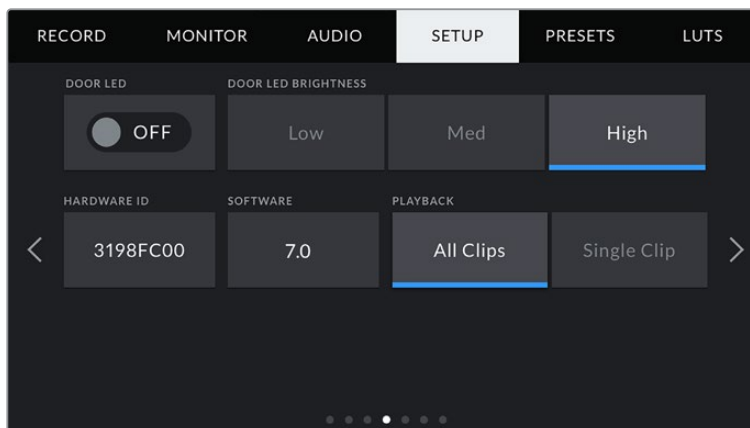 RECORD MONITOR AUDIO SETUP PRESETS LUTS
DOOR LED DOOR LED BRIGHTNESS
OFF Low Med High
HARDWARE ID SOFTWARE PLAYBACK
3198FC00 7.0 All Clips Single Clip